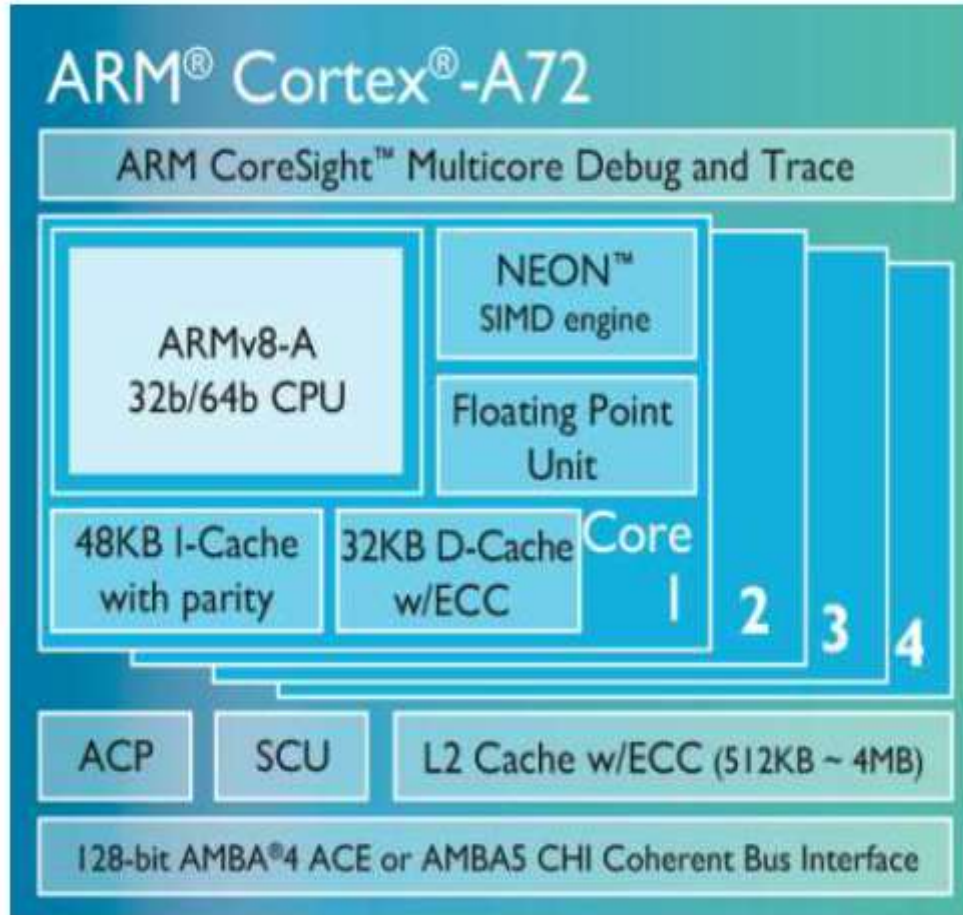 ARM® Cortex®-A72
ARM CoreSight™ Multicore Debug and Trace
ARMv8-A
32b/64b CPU
NEON™
SIMD engine
Floating Point
Unit
48KB I-Cache
with parity
32KB D-Cache
w/ECC
Core
1
2
3
4
ACP
SCU
L2 Cache w/ECC (512KB ~ 4MB)
128-bit AMBA®4 ACE or AMBA5 CHI Coherent Bus Interface